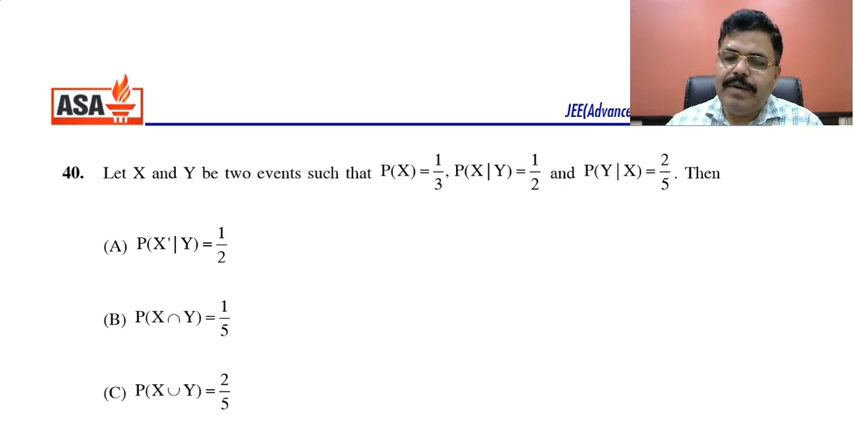 ASA
JEE(Advance
40. Let X and Y be two events such that P(X) = 1/3, P(X | Y) = 1/2 and P(Y | X) = 2/5. Then
(A) P(X' | Y) = 1/2
(B) P(X ∩ Y) = 1/5
(C) P(X ∪ Y) = 2/5